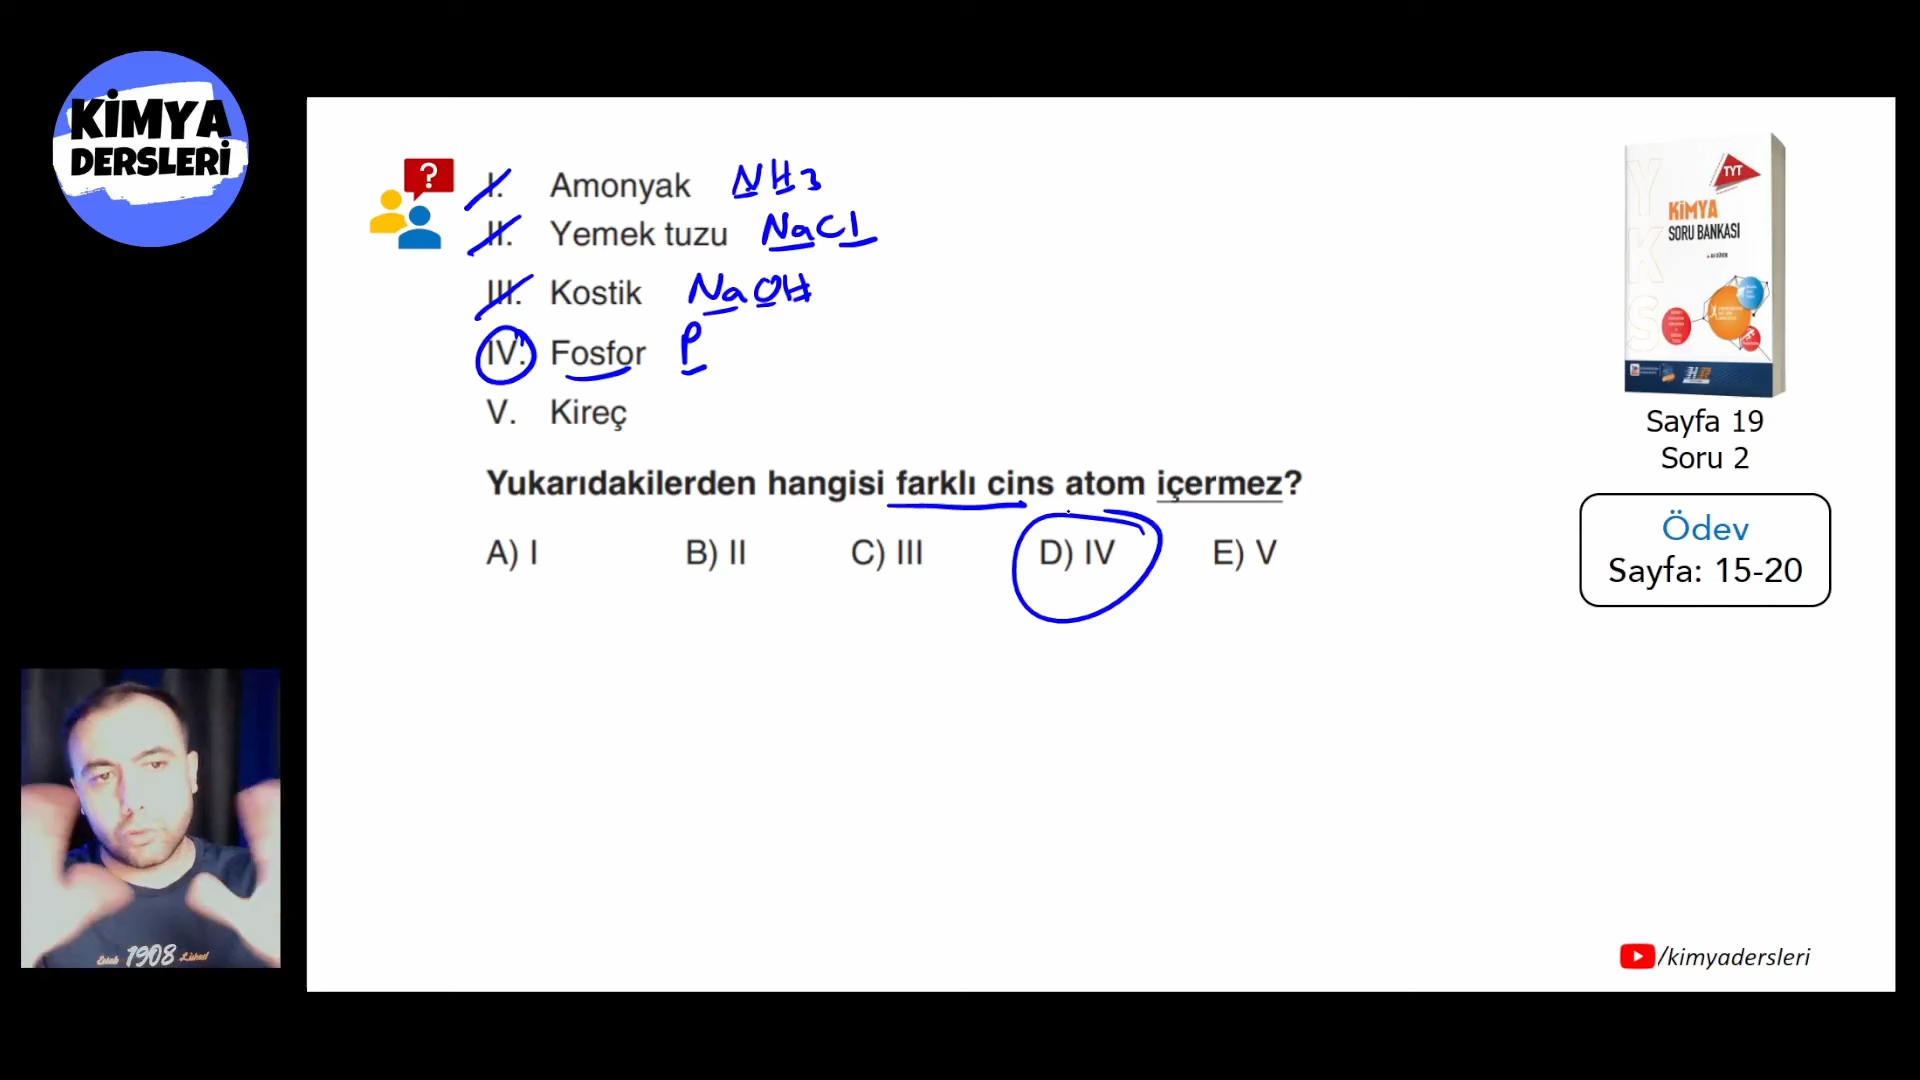 KİMYA
DERSLERİ
?
I. Amonyak NH3
II. Yemek tuzu NaCl
III. Kostik NaOH
IV. Fosfor P
V. Kireç
Yukarıdakilerden hangisi farklı cins atom içermez?
A) I B) II C) III D) IV E) V
YKS
TYT
KİMYA
SORU BANKASI
Sayfa 19
Soru 2
Ödev
Sayfa: 15-20
1908
/kimyadersleri